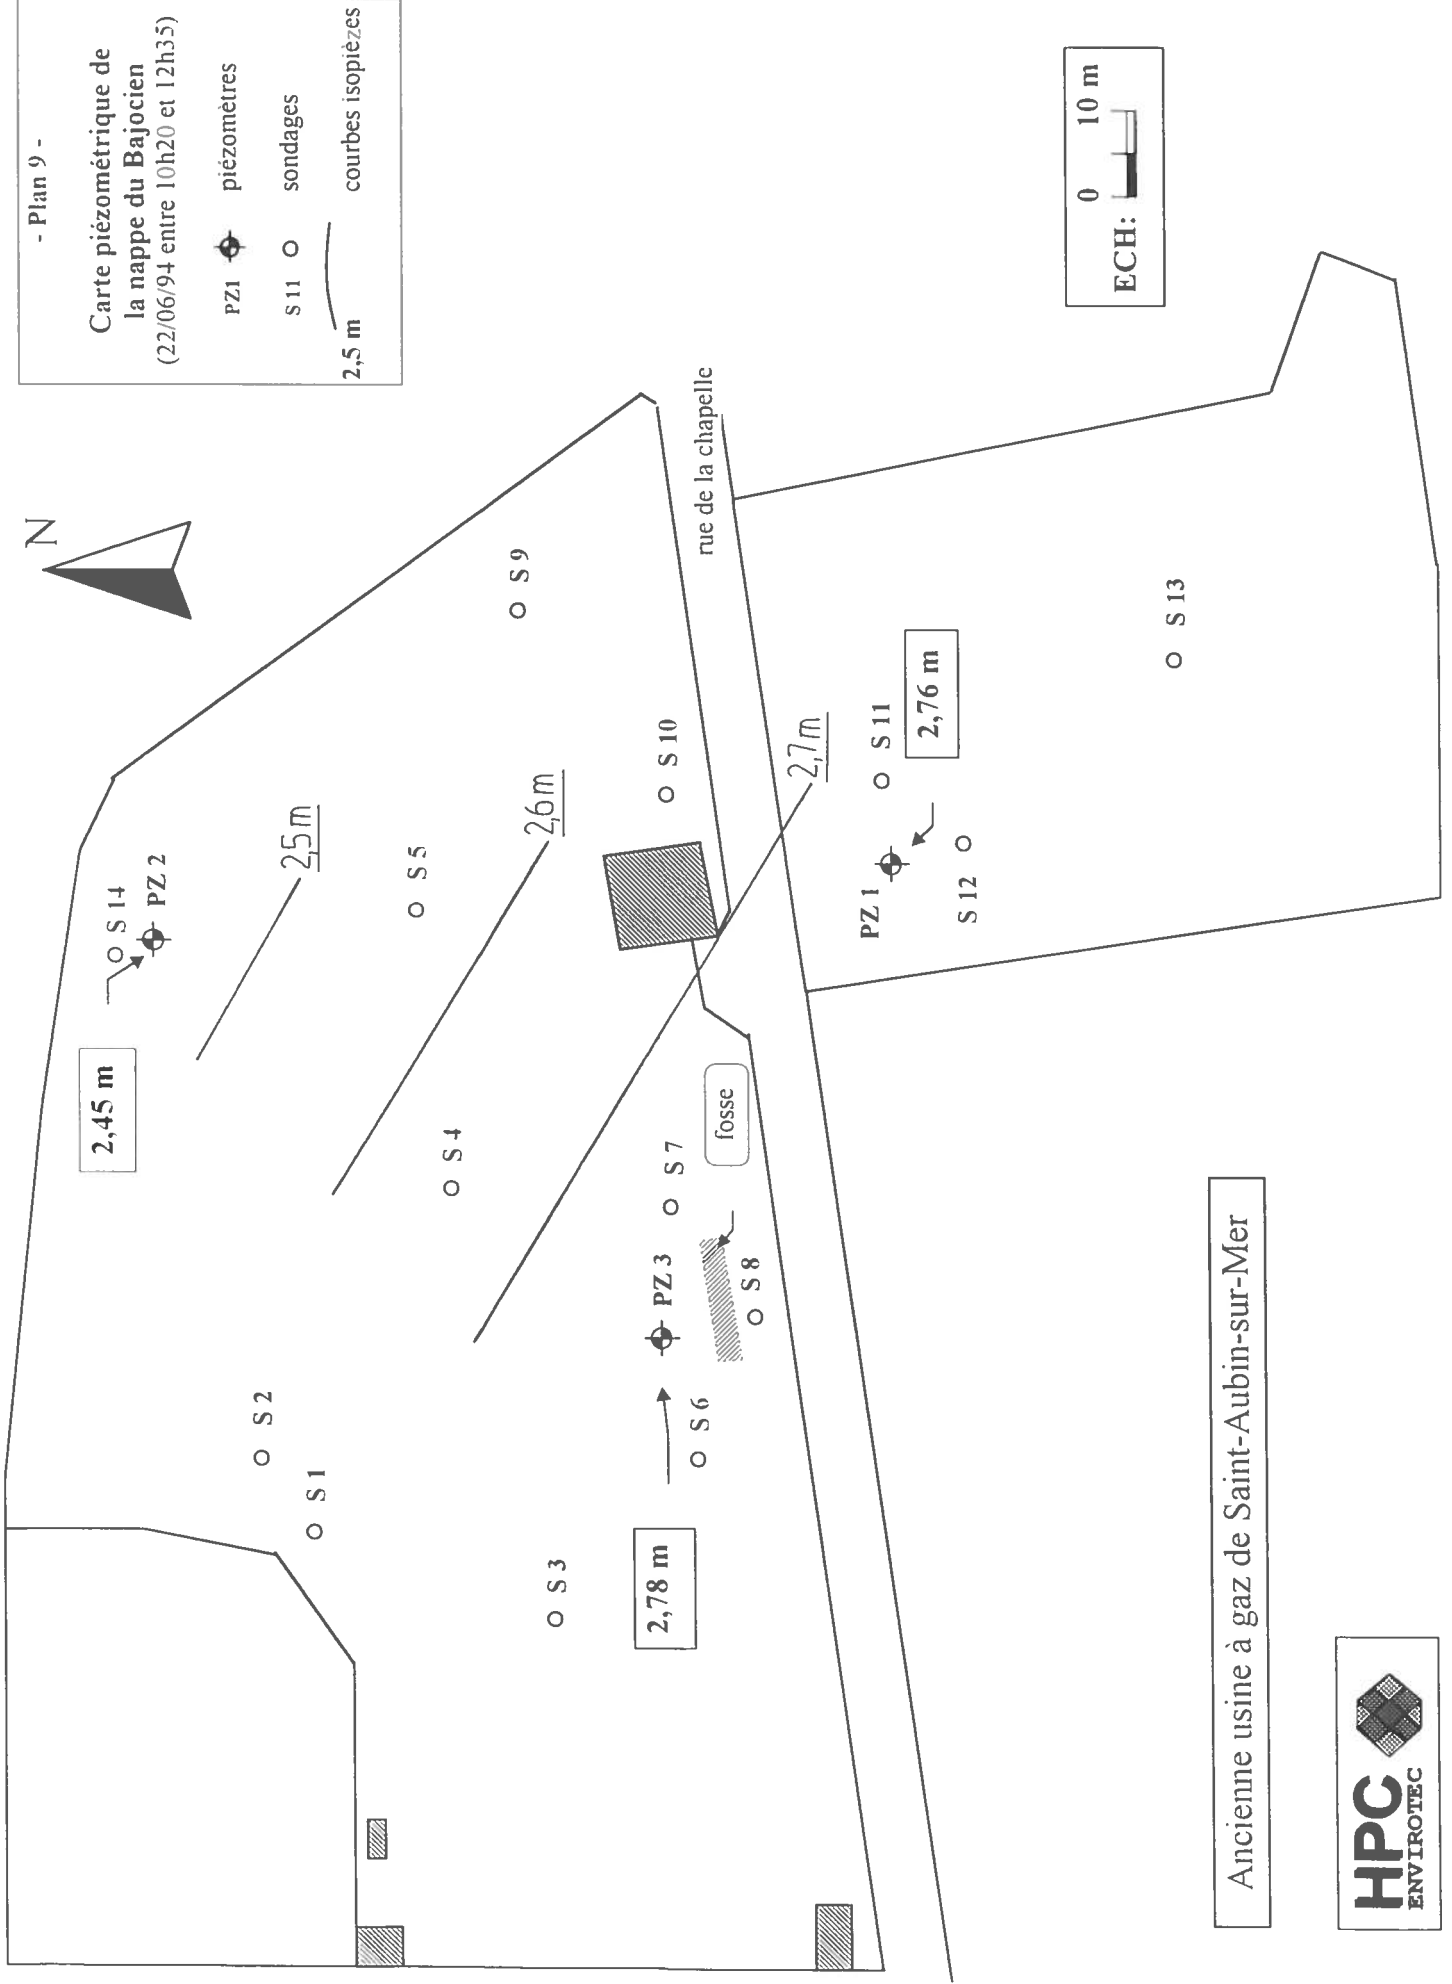 - Plan 9 -
Carte piézométrique de
la nappe du Bajocien
(22/06/94 entre 10h20 et 12h35)
PZ1 piézomètres
S 11 sondages
2,5 m courbes isopièzes
N
S 14
PZ 2
2,45 m
2,5m
2,6m
2,7m
S 2
S 1
S 3
S 4
S 5
S 9
S 10
rue de la chapelle
S 7
PZ 3
S 6
S 8
fosse
2,78 m
PZ 1
S 11
S 12
2,76 m
S 13
ECH: 0 10 m
Ancienne usine à gaz de Saint-Aubin-sur-Mer
HPC
ENVIROTEC